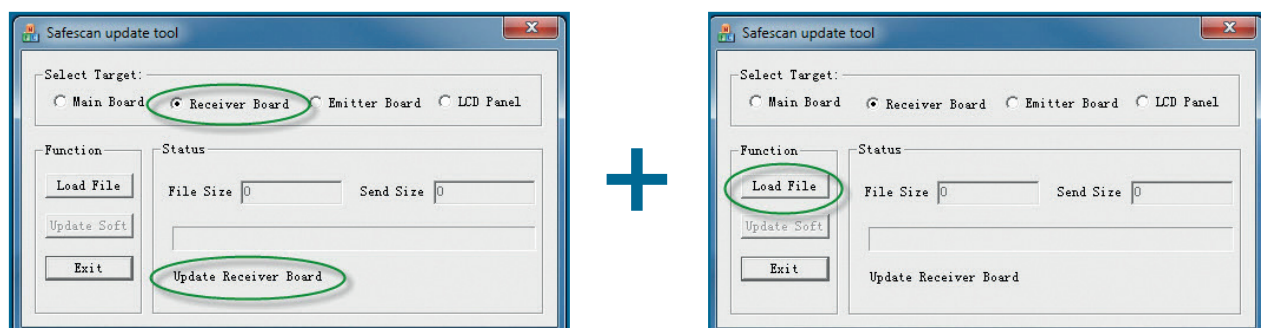 Safescan update tool
Select Target:
Main Board Receiver Board Emitter Board LCD Panel
Function Status
Load File File Size 0 Send Size 0
Update Soft
Exit Update Receiver Board
+
Safescan update tool
Select Target:
Main Board Receiver Board Emitter Board LCD Panel
Function Status
Load File File Size 0 Send Size 0
Update Soft
Exit Update Receiver Board